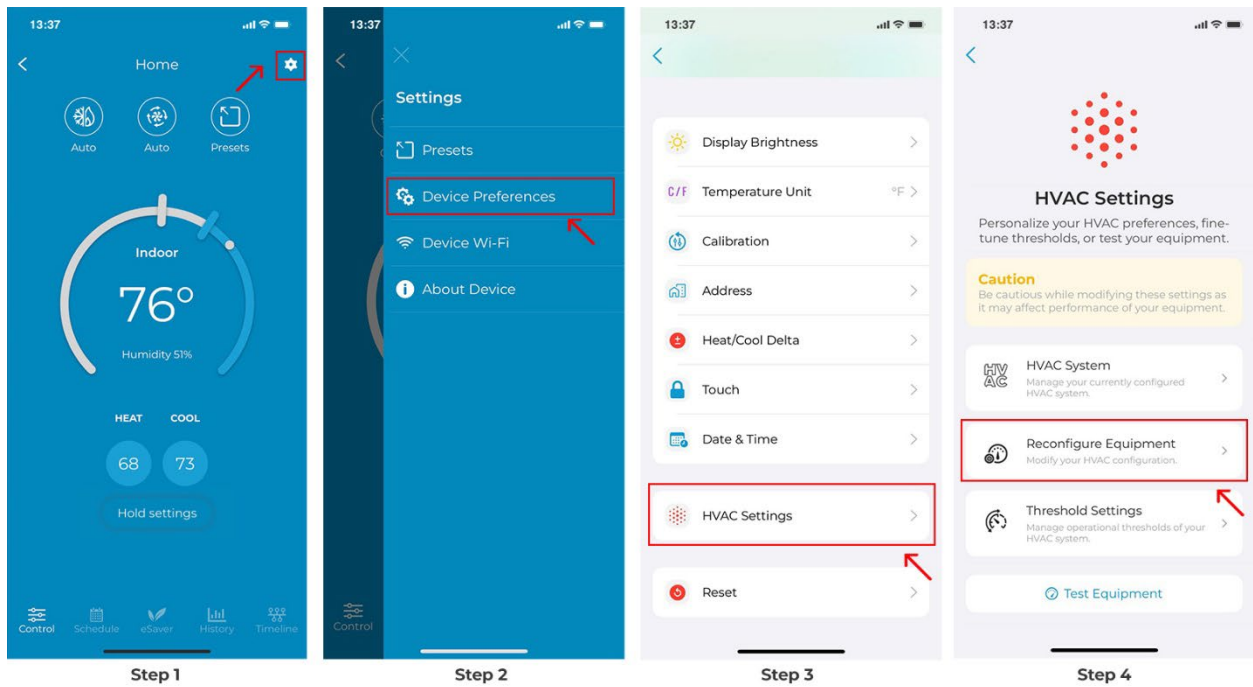 13:37
Home
Auto
Auto
Presets
Indoor
76°
Humidity 51%
HEAT COOL
68 73
Hold settings
Control Schedule eSaver History Timeline
Step 1
13:37
Settings
Presets
Device Preferences
Device Wi-Fi
About Device
Control
Step 2
13:37
Display Brightness
C/F Temperature Unit °F
Calibration
Address
Heat/Cool Delta
Touch
Date & Time
HVAC Settings
Reset
Step 3
13:37
HVAC Settings
Personalize your HVAC preferences, fine-
tune thresholds, or test your equipment.
Caution
Be cautious while modifying these settings as
it may affect performance of your equipment.
HV
AC
HVAC System
Manage your currently configured
HVAC system.
Reconfigure Equipment
Modify your HVAC configuration.
Threshold Settings
Manage operational thresholds of your
HVAC system.
Test Equipment
Step 4